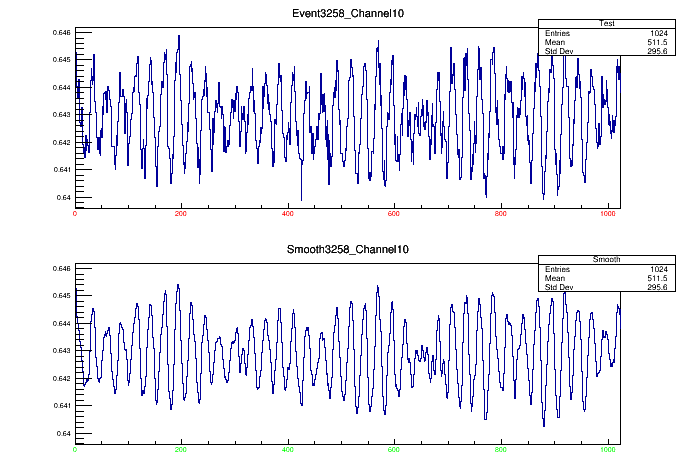 Event3258_Channel10
Test
Entries 1024
Mean 511.5
Std Dev 295.6
0.646
0.645
0.644
0.643
0.642
0.641
0.64
0 200 400 600 800 1000
Smooth3258_Channel10
Smooth
Entries 1024
Mean 511.5
Std Dev 295.6
0.646
0.645
0.644
0.643
0.642
0.641
0.64
0 200 400 600 800 1000